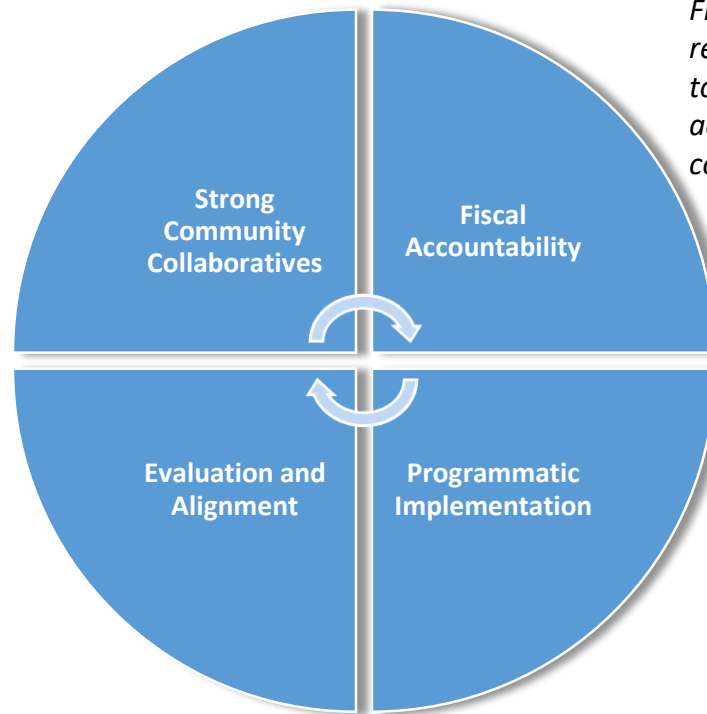 Strong
Community
Collaboratives
Fiscal
Accountability
Evaluation and
Alignment
Programmatic
Implementation